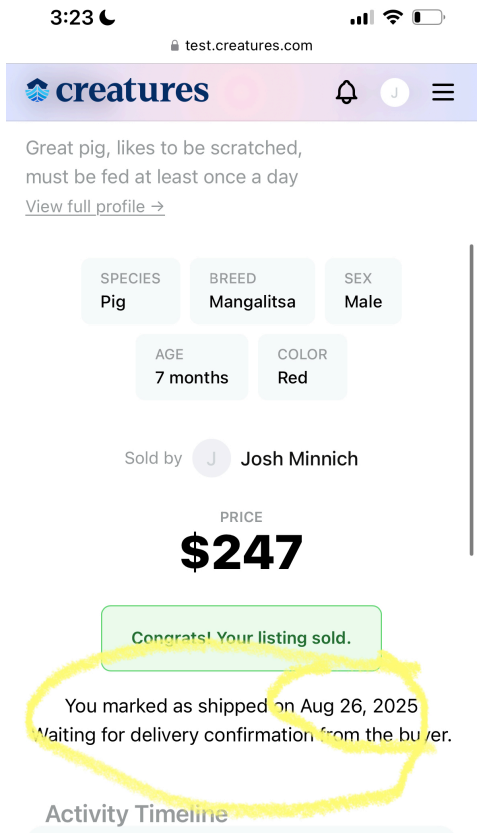 3:23
test.creatures.com
creatures
J
Great pig, likes to be scratched,
must be fed at least once a day
View full profile →
SPECIES
Pig
BREED
Mangalitsa
SEX
Male
AGE
7 months
COLOR
Red
Sold by J Josh Minnich
PRICE
$247
Congrats! Your listing sold.
You marked as shipped on Aug 26, 2025
Waiting for delivery confirmation from the buyer.
Activity Timeline